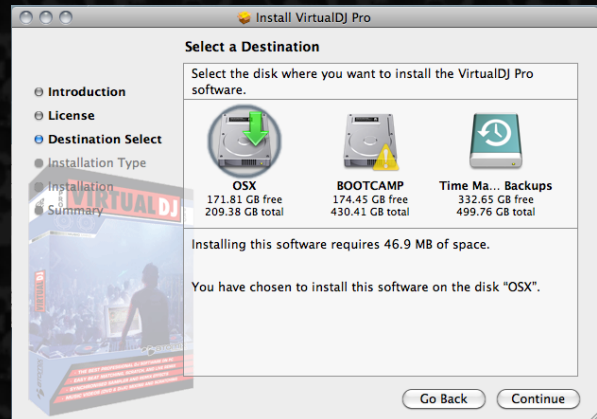 Install VirtualDJ Pro
Select a Destination
Select the disk where you want to install the VirtualDJ Pro
software.
Introduction
License
Destination Select
Installation Type
Installation
Summary
OSX
171.81 GB free
209.38 GB total
BOOTCAMP
174.45 GB free
430.41 GB total
Time Ma... Backups
332.65 GB free
499.76 GB total
Installing this software requires 46.9 MB of space.
You have chosen to install this software on the disk “OSX”.
VIRTUAL DJ
Go Back
Continue